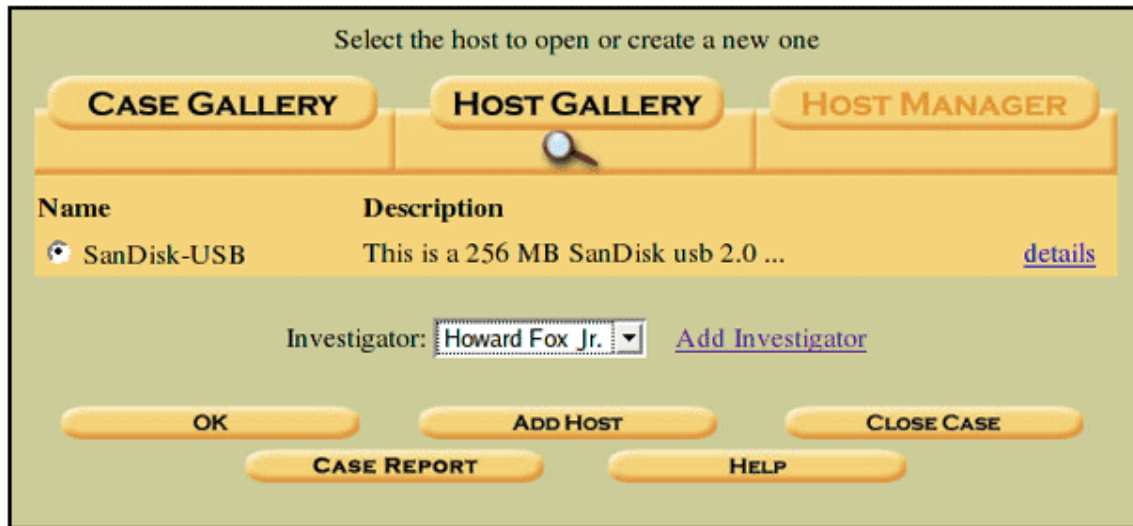 Select the host to open or create a new one
CASE GALLERY HOST GALLERY HOST MANAGER
Name Description
SanDisk-USB This is a 256 MB SanDisk usb 2.0 ... details
Investigator: Howard Fox Jr. Add Investigator
OK ADD HOST CLOSE CASE
CASE REPORT HELP